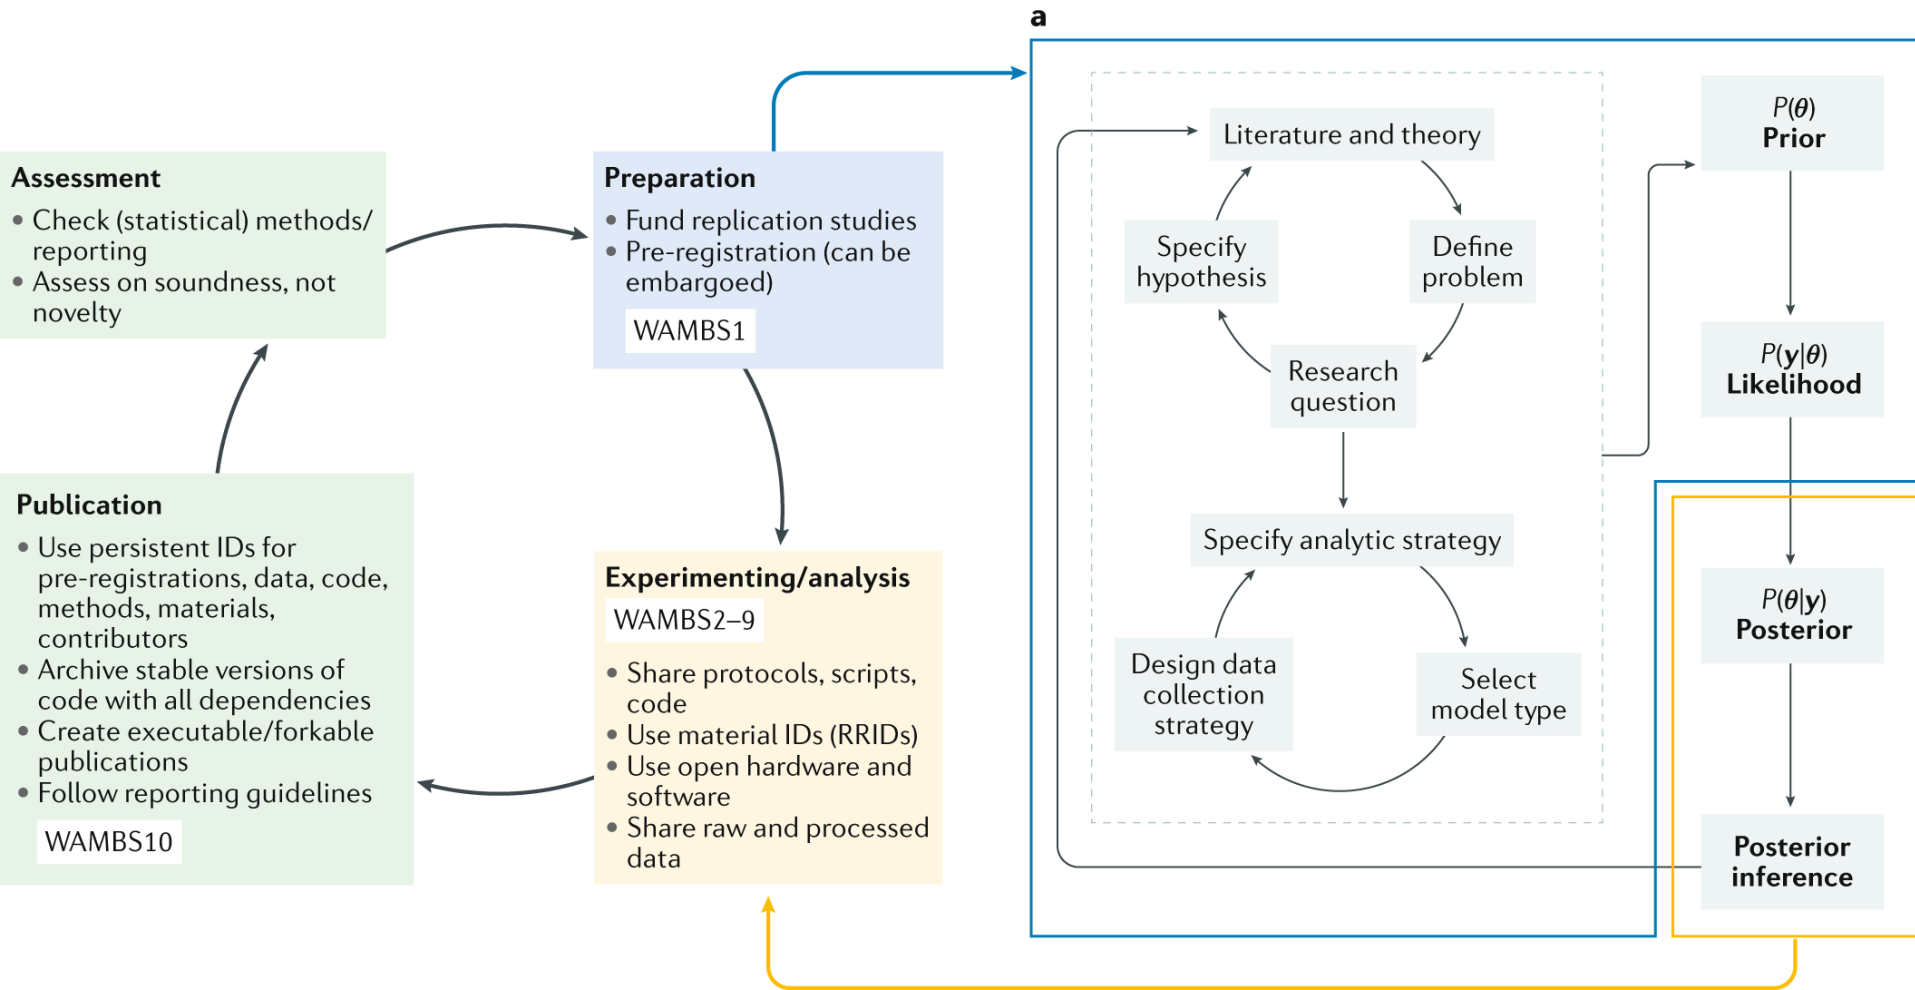 a
Assessment
• Check (statistical) methods/
reporting
• Assess on soundness, not
novelty
Preparation
• Fund replication studies
• Pre-registration (can be
embargoed)
WAMBS1
Publication
• Use persistent IDs for
pre-registrations, data, code,
methods, materials,
contributors
• Archive stable versions of
code with all dependencies
• Create executable/forkable
publications
• Follow reporting guidelines
WAMBS10
Experimenting/analysis
WAMBS2–9
• Share protocols, scripts,
code
• Use material IDs (RRIDs)
• Use open hardware and
software
• Share raw and processed
data
Literature and theory
Specify
hypothesis
Define
problem
Research
question
Specify analytic strategy
Design data
collection
strategy
Select
model type
P(θ)
Prior
P(y|θ)
Likelihood
P(θ|y)
Posterior
Posterior
inference